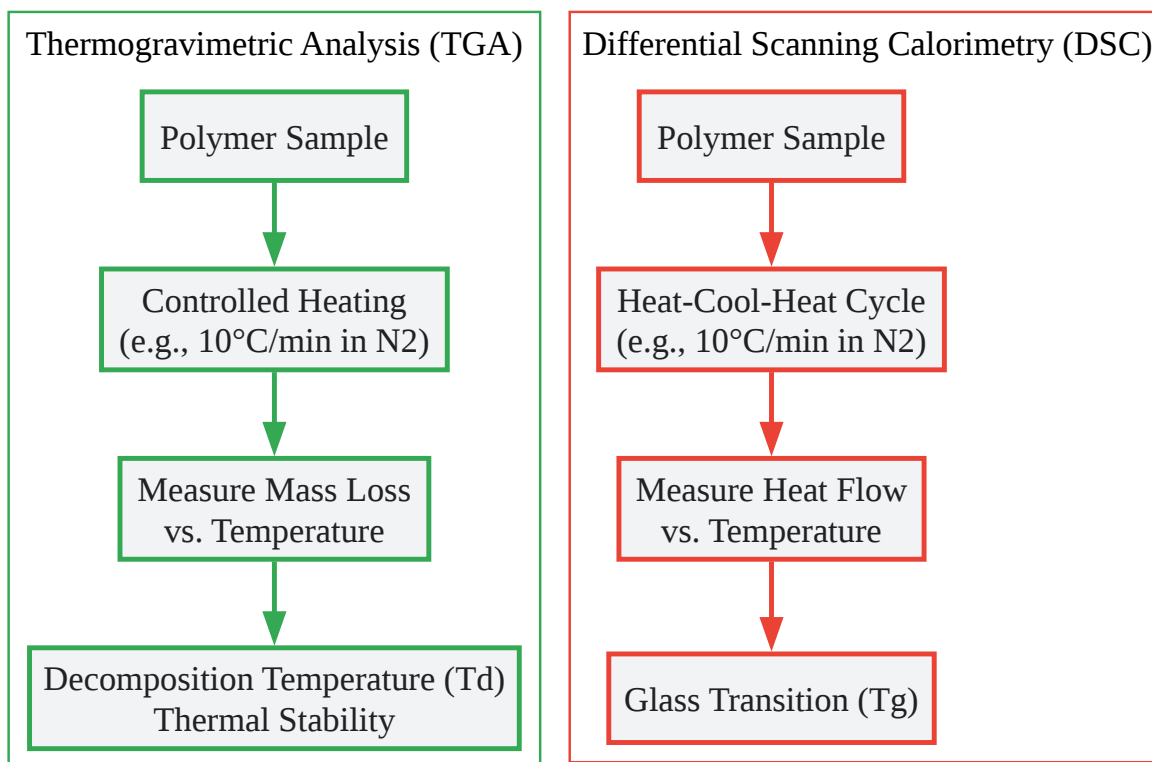 Thermogravimetric Analysis (TGA)
Polymer Sample
Controlled Heating
(e.g., 10°C/min in N2)
Measure Mass Loss
vs. Temperature
Decomposition Temperature (Td)
Thermal Stability
Differential Scanning Calorimetry (DSC)
Polymer Sample
Heat-Cool-Heat Cycle
(e.g., 10°C/min in N2)
Measure Heat Flow
vs. Temperature
Glass Transition (Tg)